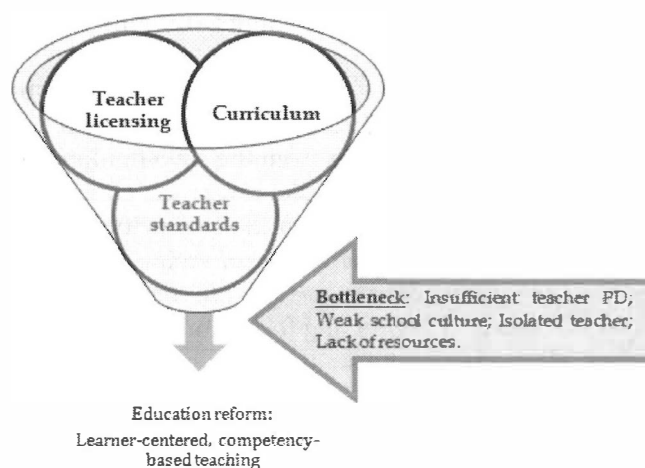 Teacher
licensing
Curriculum
Teacher
standards
Bottleneck: Insufficient teacher PD;
Weak school culture; Isolated teacher;
Lack of resources.
Education reform:
Learner-centered, competency-
based teaching